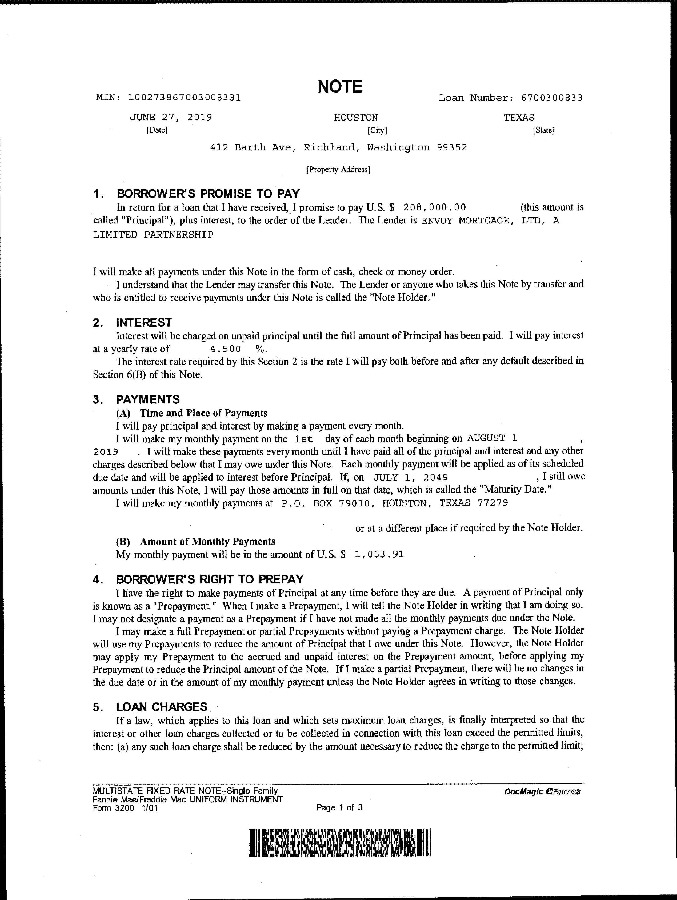 NOTE
MIN: 100273867003008331 Loan Number: 6700300833
JUNE 27, 2019 HOUSTON TEXAS
[Date] [City] [State]
412 Barth Ave, Richland, Washington 99352
[Property Address]
1. BORROWER'S PROMISE TO PAY
In return for a loan that I have received, I promise to pay U.S. $ 208,000.00 (this amount is
called "Principal"), plus interest, to the order of the Lender. The Lender is ENVOY MORTGAGE, LTD, A
LIMITED PARTNERSHIP
I will make all payments under this Note in the form of cash, check or money order.
I understand that the Lender may transfer this Note. The Lender or anyone who takes this Note by transfer and
who is entitled to receive payments under this Note is called the "Note Holder."
2. INTEREST
Interest will be charged on unpaid principal until the full amount of Principal has been paid. I will pay interest
at a yearly rate of 4.500 %.
The interest rate required by this Section 2 is the rate I will pay both before and after any default described in
Section 6(B) of this Note.
3. PAYMENTS
(A) Time and Place of Payments
I will pay principal and interest by making a payment every month.
I will make my monthly payment on the 1st day of each month beginning on AUGUST 1 ,
2019 . I will make these payments every month until I have paid all of the principal and interest and any other
charges described below that I may owe under this Note. Each monthly payment will be applied as of its scheduled
due date and will be applied to interest before Principal. If, on JULY 1, 2049 , I still owe
amounts under this Note, I will pay those amounts in full on that date, which is called the "Maturity Date."
I will make my monthly payments at P.O. BOX 79010, HOUSTON, TEXAS 77279
or at a different place if required by the Note Holder.
(B) Amount of Monthly Payments
My monthly payment will be in the amount of U.S. $ 1,053.91 .
4. BORROWER'S RIGHT TO PREPAY
I have the right to make payments of Principal at any time before they are due. A payment of Principal only
is known as a "Prepayment." When I make a Prepayment, I will tell the Note Holder in writing that I am doing so.
I may not designate a payment as a Prepayment if I have not made all the monthly payments due under the Note.
I may make a full Prepayment or partial Prepayments without paying a Prepayment charge. The Note Holder
will use my Prepayments to reduce the amount of Principal that I owe under this Note. However, the Note Holder
may apply my Prepayment to the accrued and unpaid interest on the Prepayment amount, before applying my
Prepayment to reduce the Principal amount of the Note. If I make a partial Prepayment, there will be no changes in
the due date or in the amount of my monthly payment unless the Note Holder agrees in writing to those changes.
5. LOAN CHARGES
If a law, which applies to this loan and which sets maximum loan charges, is finally interpreted so that the
interest or other loan charges collected or to be collected in connection with this loan exceed the permitted limits,
then: (a) any such loan charge shall be reduced by the amount necessary to reduce the charge to the permitted limit;
MULTISTATE FIXED RATE NOTE--Single Family
Fannie Mae/Freddie Mac UNIFORM INSTRUMENT
Form 3200 1/01
Page 1 of 3
DocMagic eForms